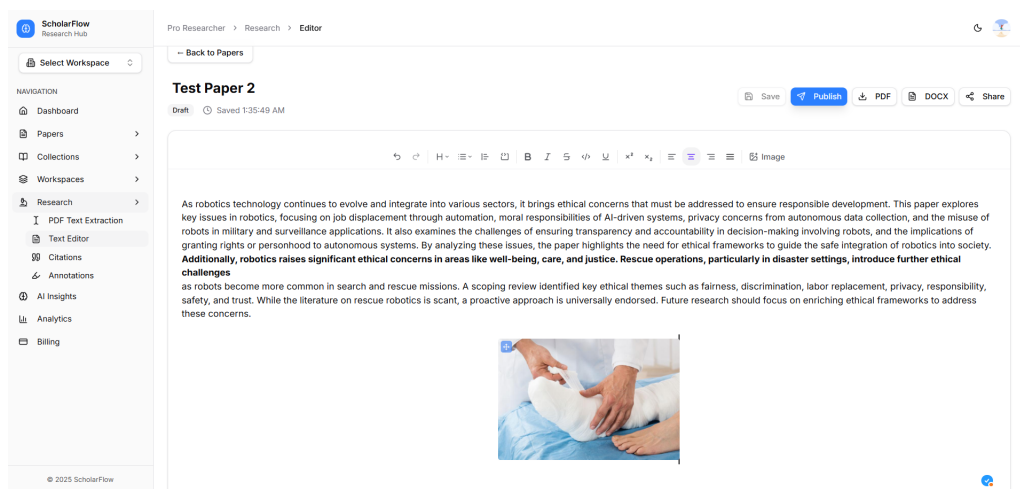 ScholarFlow
Research Hub
Pro Researcher > Research > Editor
Select Workspace
← Back to Papers
NAVIGATION
Dashboard
Papers
Collections
Workspaces
Research
PDF Text Extraction
Text Editor
Citations
Annotations
AI Insights
Analytics
Billing
© 2025 ScholarFlow
Test Paper 2
Draft Saved 1:35:49 AM
Save Publish PDF DOCX Share
H B I S </> U x² x₂ Image
As robotics technology continues to evolve and integrate into various sectors, it brings ethical concerns that must be addressed to ensure responsible development. This paper explores
key issues in robotics, focusing on job displacement through automation, moral responsibilities of AI-driven systems, privacy concerns from autonomous data collection, and the misuse of
robots in military and surveillance applications. It also examines the challenges of ensuring transparency and accountability in decision-making involving robots, and the implications of
granting rights or personhood to autonomous systems. By analyzing these issues, the paper highlights the need for ethical frameworks to guide the safe integration of robotics into society.
Additionally, robotics raises significant ethical concerns in areas like well-being, care, and justice. Rescue operations, particularly in disaster settings, introduce further ethical
challenges
as robots become more common in search and rescue missions. A scoping review identified key ethical themes such as fairness, discrimination, labor replacement, privacy, responsibility,
safety, and trust. While the literature on rescue robotics is scant, a proactive approach is universally endorsed. Future research should focus on enriching ethical frameworks to address
these concerns.